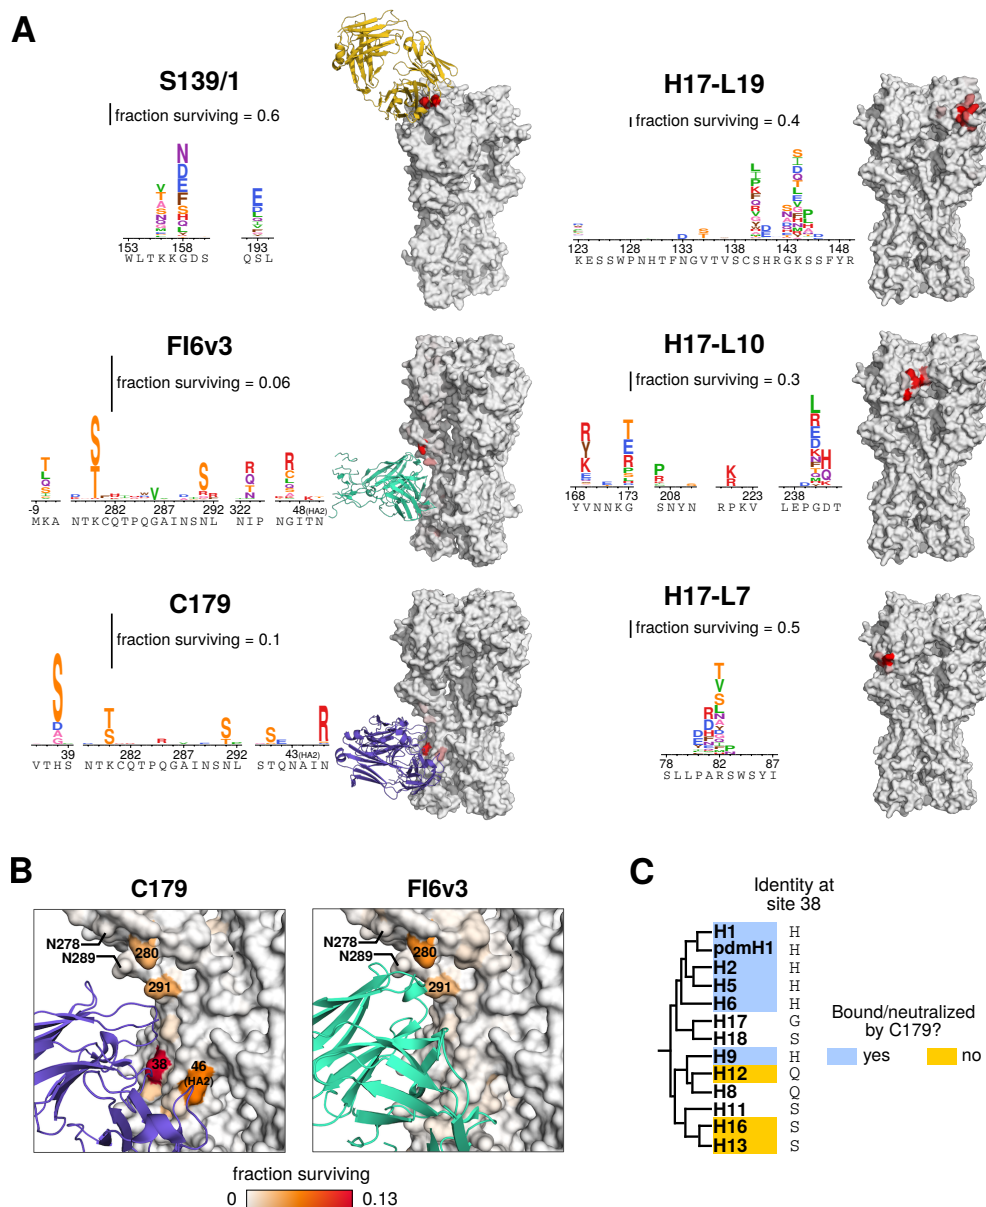 A
S139/1
fraction surviving = 0.6
153 158 193
WLTKKGDS QSL
H17-L19
fraction surviving = 0.4
123 128 133 138 143 148
KESSWPNHTFNGVTVSCSHRGKSSFYR
FI6v3
fraction surviving = 0.06
-9 282 287 292 322 48(HA2)
MKA NTKCQTPQGAINSNL NIP NGITN
H17-L10
fraction surviving = 0.3
168 173 208 223 238
YVNNKG SNYN RPKV LEPGDT
C179
fraction surviving = 0.1
39 282 287 292 43(HA2)
VTHS NTKCQTPQGAINSNL STQNAIN
H17-L7
fraction surviving = 0.5
78 82 87
SLLPARSWSYI
B
C179
N278
N289
280
291
38
46
(HA2)
FI6v3
N278
N289
280
291
fraction surviving
0 0.13
C
Identity at
site 38
H1 H
pdmH1 H
H2 H
H5 H
H6 H
H17 G
H18 S
H9 H
H12 Q
H8 Q
H11 S
H16 S
H13 S
Bound/neutralized
by C179?
yes no